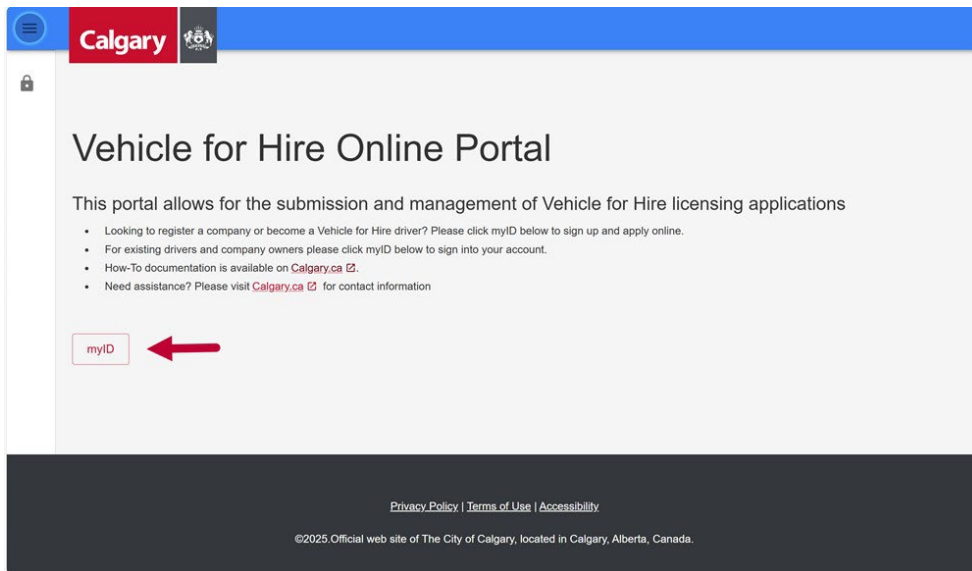 Calgary
Vehicle for Hire Online Portal
This portal allows for the submission and management of Vehicle for Hire licensing applications
• Looking to register a company or become a Vehicle for Hire driver? Please click myID below to sign up and apply online.
• For existing drivers and company owners please click myID below to sign into your account.
• How-To documentation is available on Calgary.ca.
• Need assistance? Please visit Calgary.ca for contact information
myID
Privacy Policy | Terms of Use | Accessibility
©2025.Official web site of The City of Calgary, located in Calgary, Alberta, Canada.